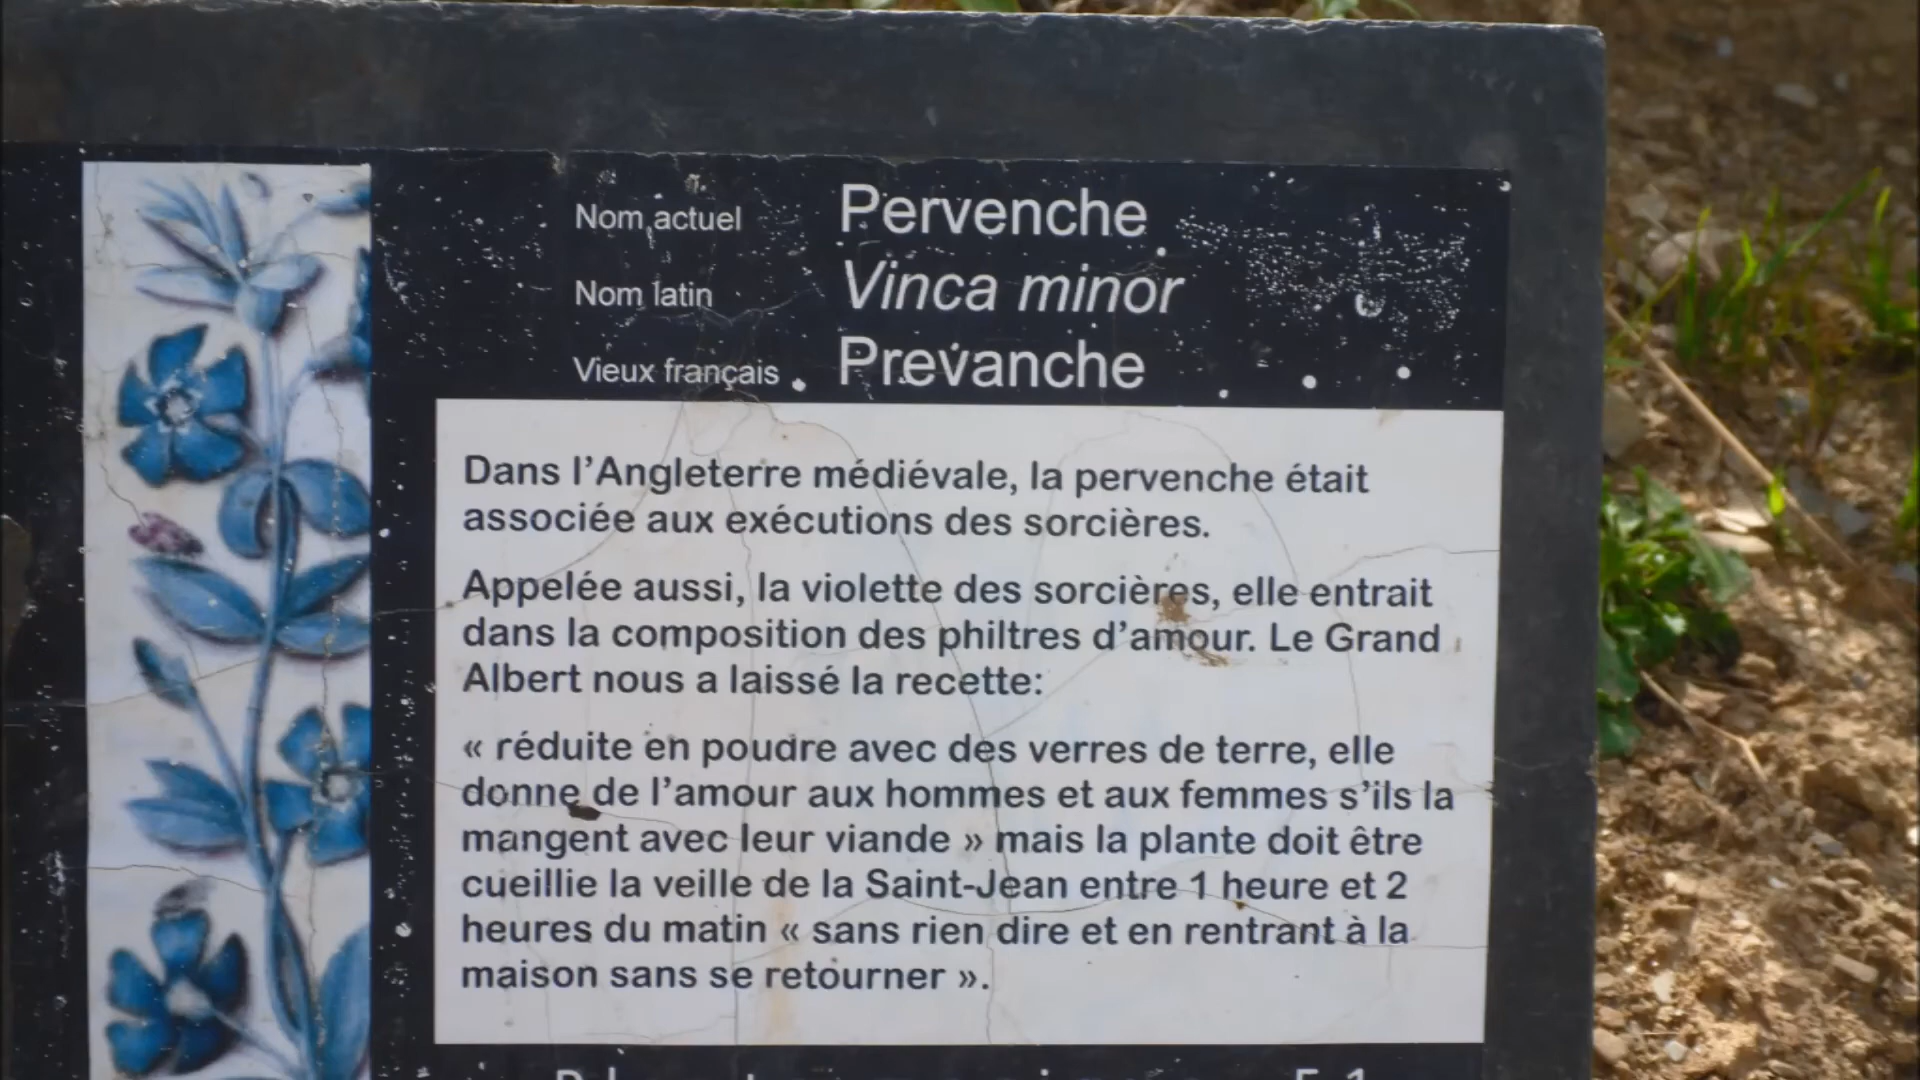 Nom actuel Pervenche
Nom latin Vinca minor
Vieux français Prevanche
Dans l’Angleterre médiévale, la pervenche était
associée aux exécutions des sorcières.
Appelée aussi, la violette des sorcières, elle entrait
dans la composition des philtres d’amour. Le Grand
Albert nous a laissé la recette:
« réduite en poudre avec des verres de terre, elle
donne de l’amour aux hommes et aux femmes s’ils la
mangent avec leur viande » mais la plante doit être
cueillie la veille de la Saint-Jean entre 1 heure et 2
heures du matin « sans rien dire et en rentrant à la
maison sans se retourner ».